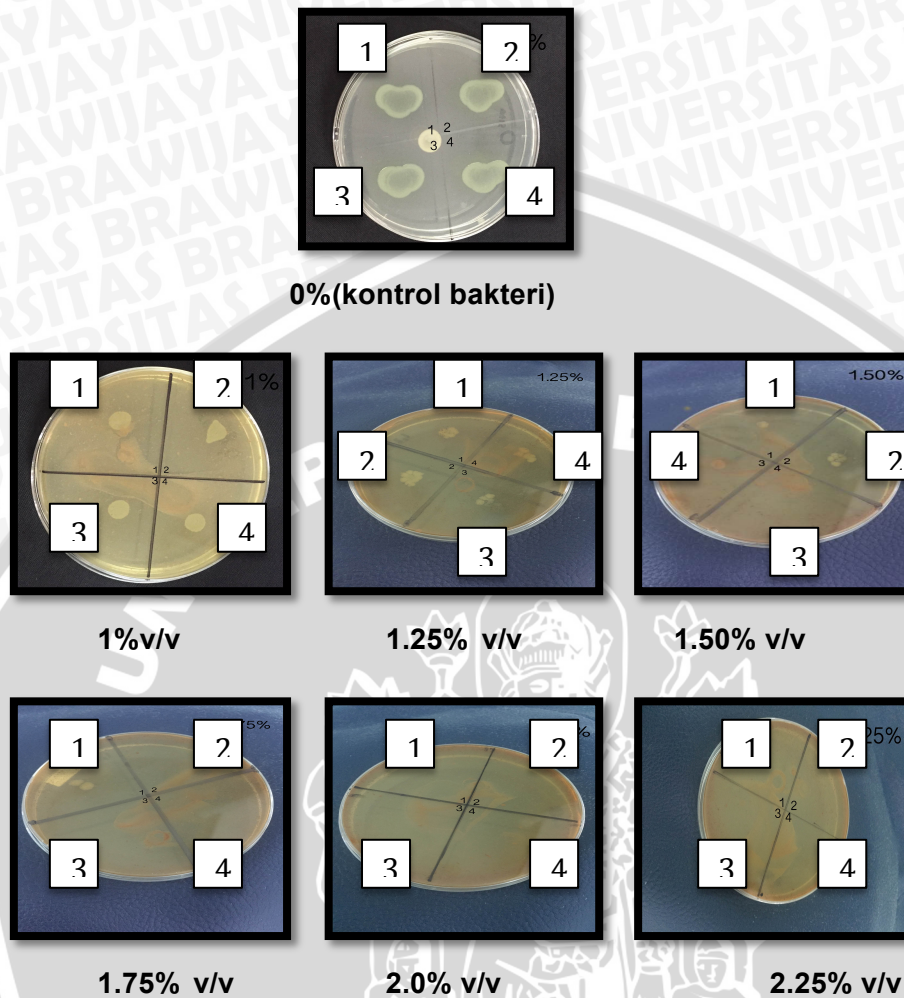 1 2 %
1 2
3 4
3 4
0%(kontrol bakteri)
1 2 1%
1 2
3 4
3 4
1%v/v
1 1.25%
2 4
1 4
2 3
3
1.25% v/v
1 1.50%
4 2
1
3 2
4
3
1.50% v/v
1 2 5%
1 2
3 4
3 4
1.75% v/v
1 2 %
1 2
3 4
3 4
2.0% v/v
1 2 25%
1 2
3 4
3 4
2.25% v/v